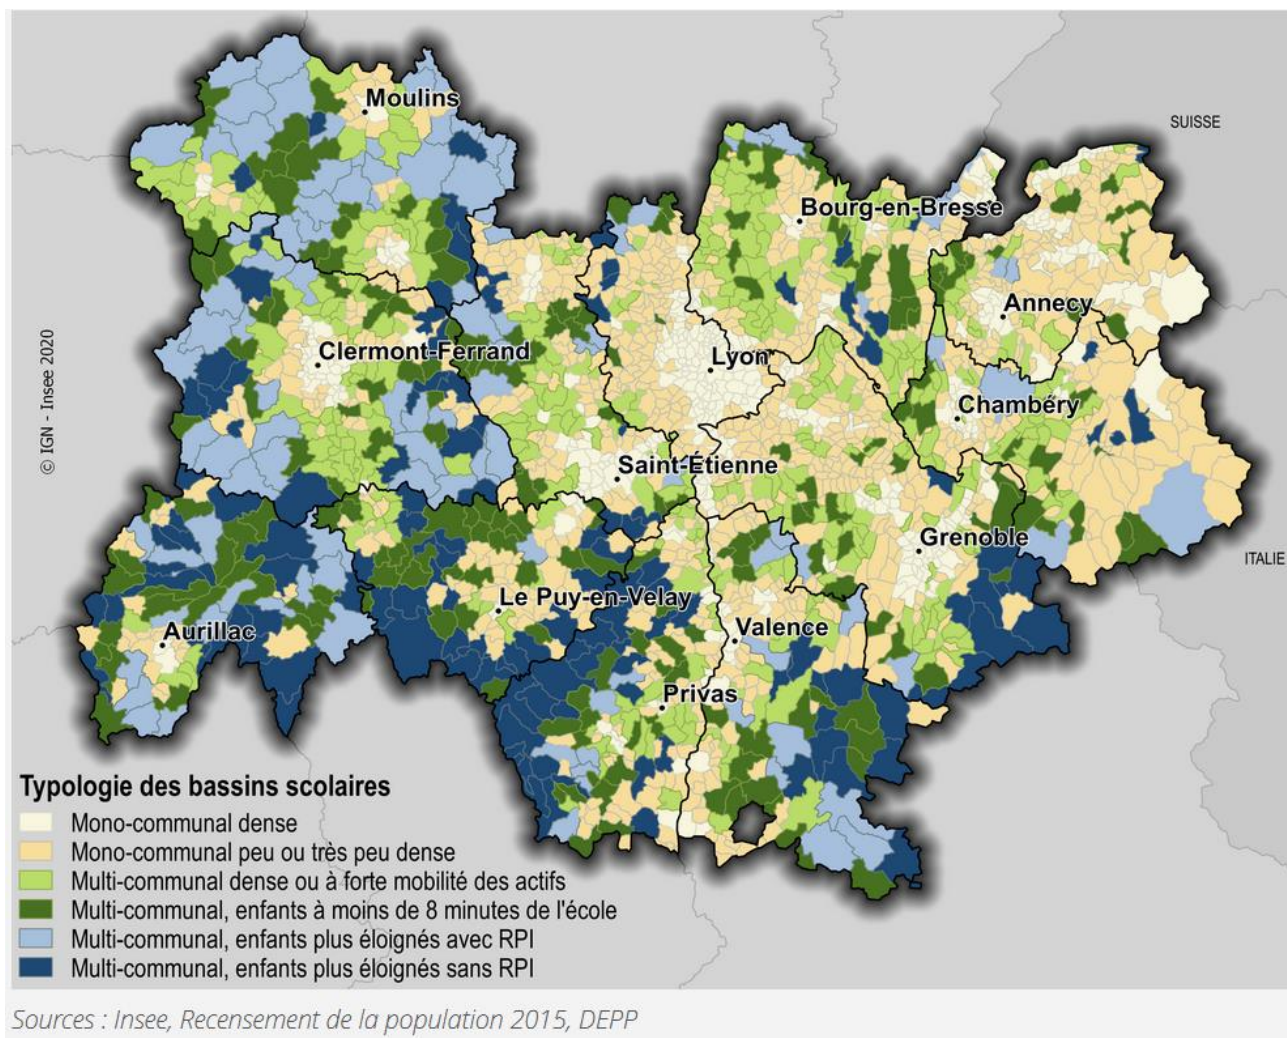 Moulins
SUISSE
Bourg-en-Bresse
Annecy
Clermont-Ferrand
Lyon
Chambéry
© IGN - Insee 2020
Saint-Étienne
Grenoble
ITALIE
Le Puy-en-Velay
Aurillac
Valence
Privas
Typologie des bassins scolaires
Mono-communal dense
Mono-communal peu ou très peu dense
Multi-communal dense ou à forte mobilité des actifs
Multi-communal, enfants à moins de 8 minutes de l'école
Multi-communal, enfants plus éloignés avec RPI
Multi-communal, enfants plus éloignés sans RPI
Sources : Insee, Recensement de la population 2015, DEPP